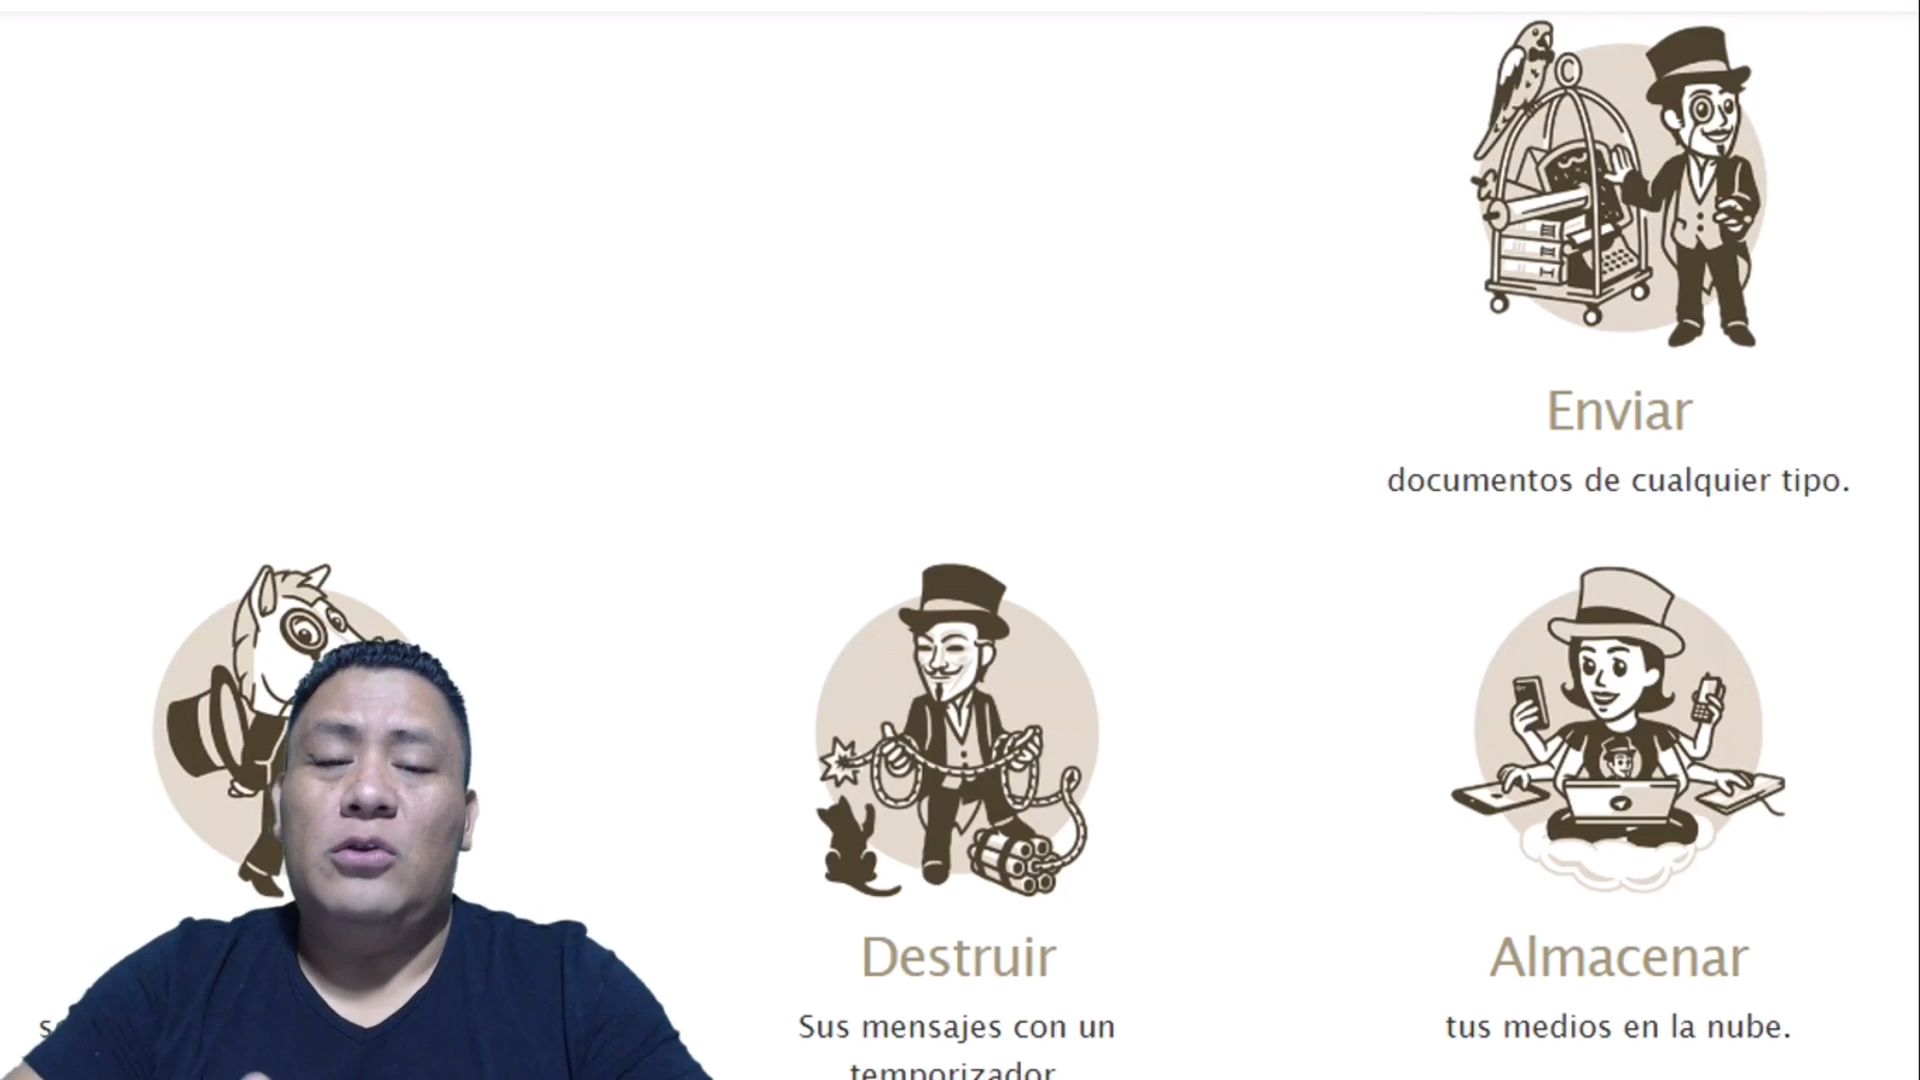 C
Enviar
documentos de cualquier tipo.
Destruir
Almacenar
Sus mensajes con un
tus medios en la nube.
temporizador